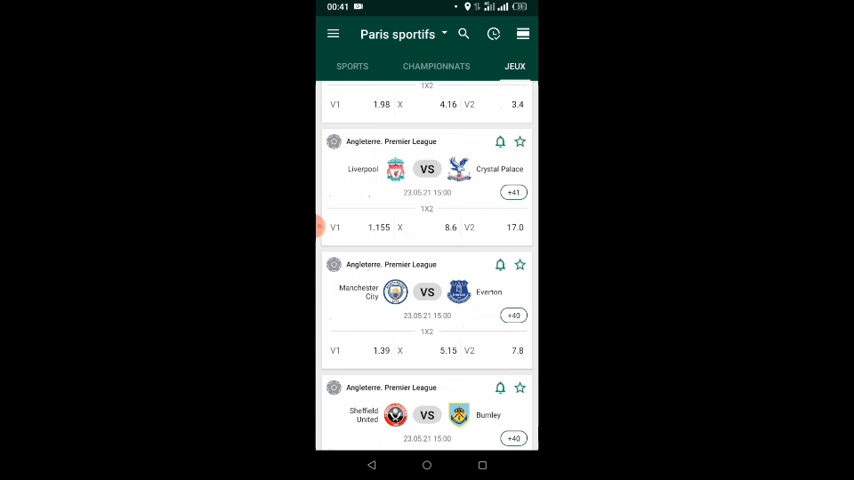 00:41
Paris sportifs
SPORTS CHAMPIONNATS JEUX
1X2
V1 1.98 X 4.16 V2 3.4
Angleterre. Premier League
Liverpool VS Crystal Palace
23.05.21 15:00 +41
1X2
V1 1.155 X 8.6 V2 17.0
Angleterre. Premier League
Manchester City VS Everton
23.05.21 15:00 +40
1X2
V1 1.39 X 5.15 V2 7.8
Angleterre. Premier League
Sheffield United VS Burnley
23.05.21 15:00 +40